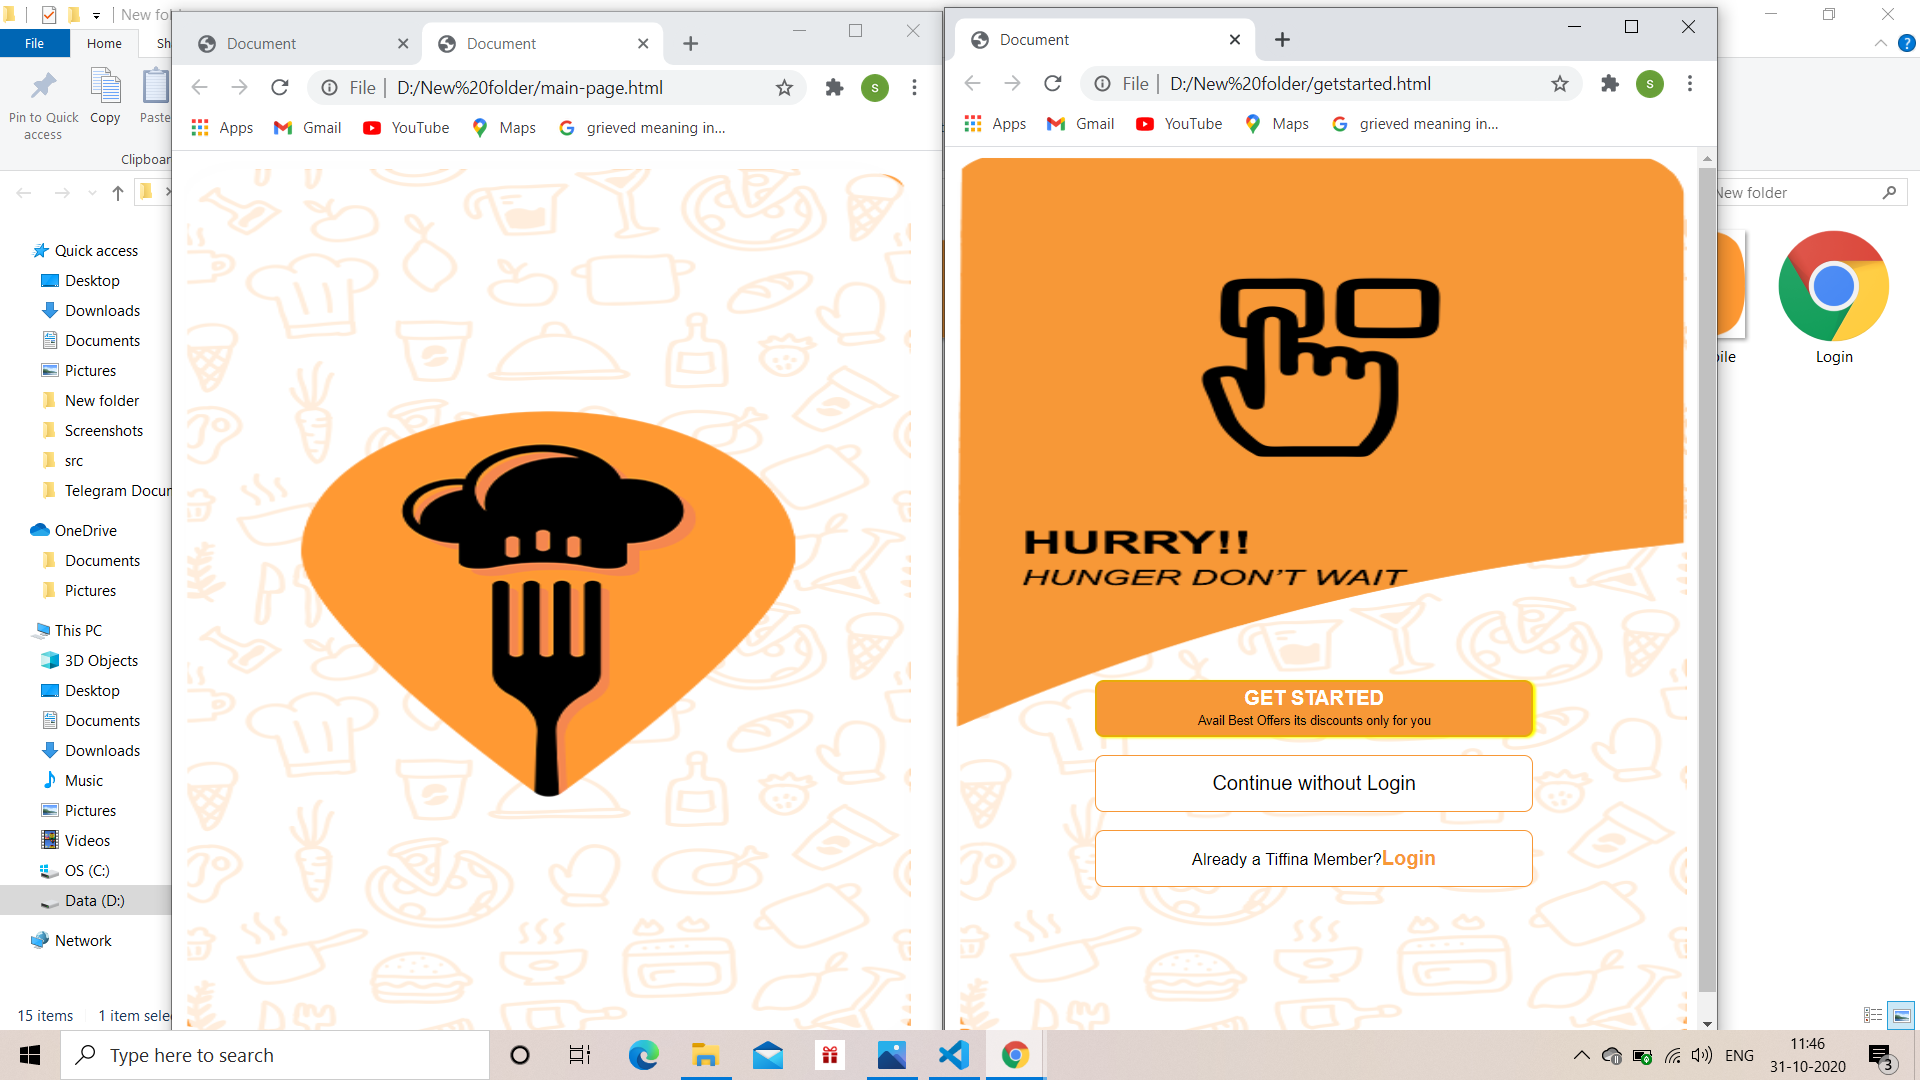 New fol
File
Home
Sh
Pin to Quick
access
Copy
Paste
Clipboar
Quick access
Desktop
Downloads
Documents
Pictures
New folder
Screenshots
src
Telegram Docur
OneDrive
Documents
Pictures
This PC
3D Objects
Desktop
Documents
Downloads
Music
Pictures
Videos
OS (C:)
Data (D:)
Network
15 items
1 item sele
Document
Document
File
D:/New%20folder/main-page.html
S
Apps
Gmail
YouTube
Maps
grieved meaning in...
Document
File
D:/New%20folder/getstarted.html
S
Apps
Gmail
YouTube
Maps
grieved meaning in...
HURRY!!
HUNGER DON'T WAIT
GET STARTED
Avail Best Offers its discounts only for you
Continue without Login
Already a Tiffina Member?Login
New folder
ile
Login
Type here to search
ENG
11:46
31-10-2020
3